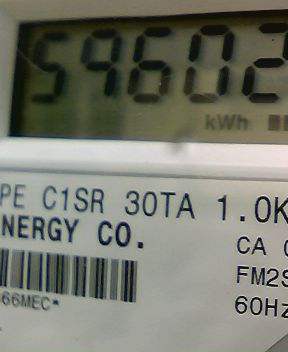 59602
kWh
PE C1SR 30TA 1.0K
NERGY CO.
CA
FM2S
66MEC*
60Hz